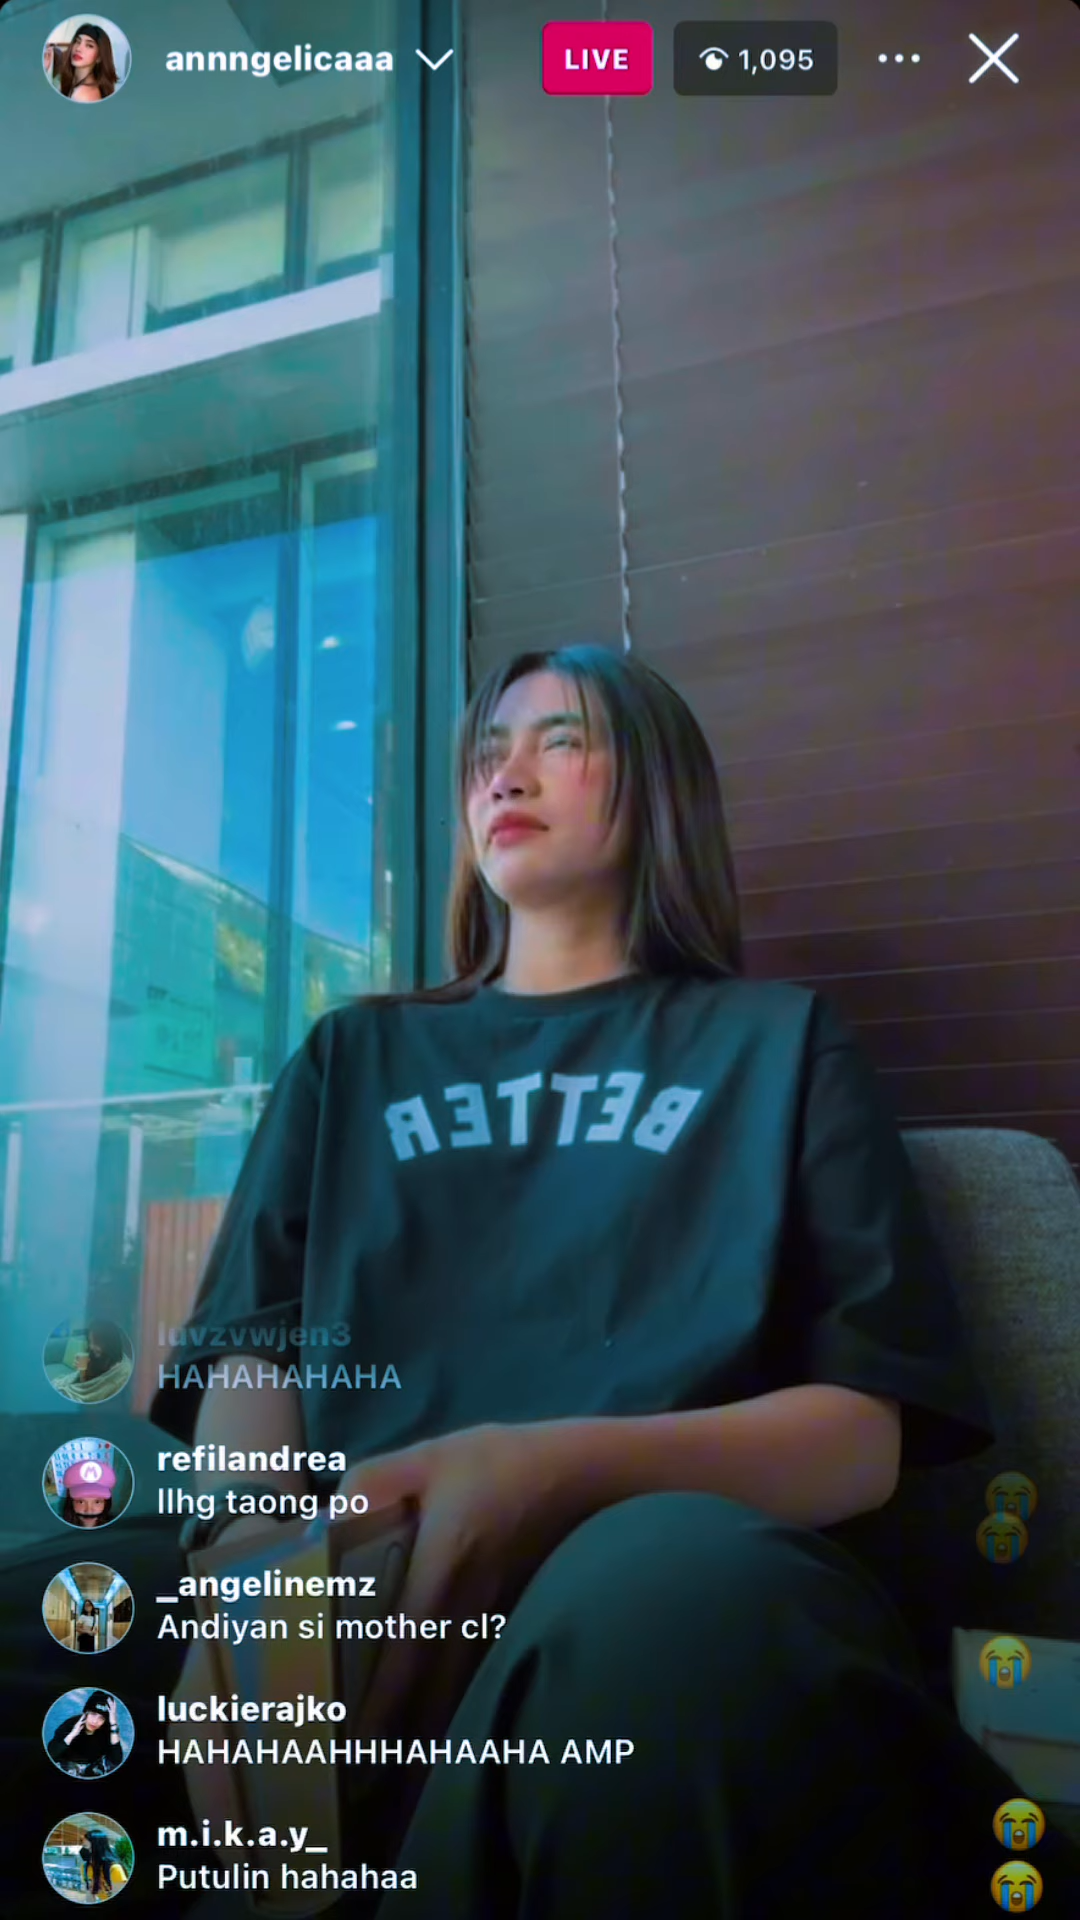 annngelicaaa
LIVE
1,095
BETTER
luvzvwjen3
HAHAHAHAHA
refilandrea
llhg taong po
_angelinemz
Andiyan si mother cl?
luckierajko
HAHAHAAHHHAHAAHA AMP
m.i.k.a.y_
Putulin hahahaa